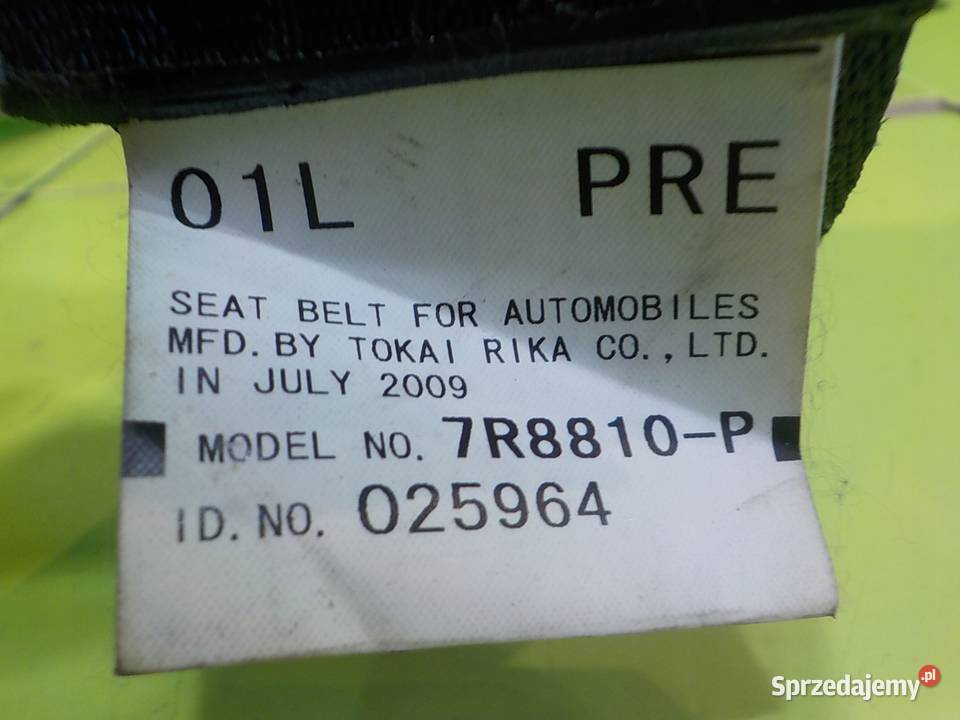 01L PRE
SEAT BELT FOR AUTOMOBILES
MFD. BY TOKAI RIKA CO., LTD.
IN JULY 2009
MODEL NO. 7R8810-P
ID. NO. 025964
Sprzedajemy.pl